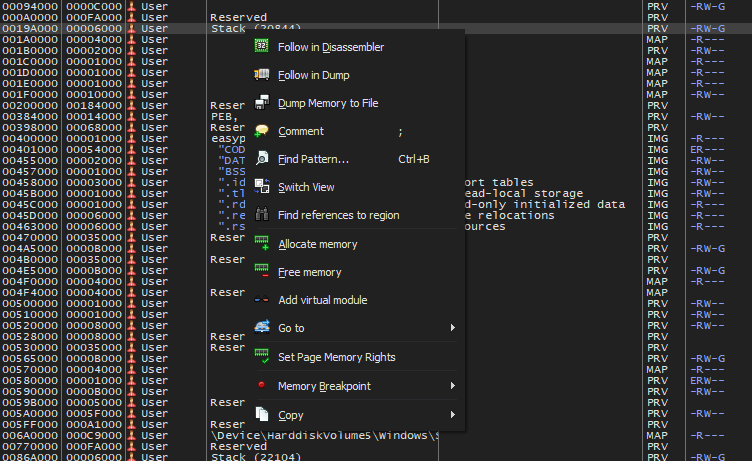 00094000 0000C000 User PRV -RW-G
000A0000 000FA000 User Reserved PRV
0019A000 00006000 User Stack (20844) PRV -RW-G
001A0000 00004000 User MAP -R---
001B0000 00002000 User PRV -RW--
001C0000 00001000 User MAP -R---
001D0000 00001000 User MAP -R---
001E0000 00001000 User MAP -R---
001F0000 00010000 User MAP -RW--
00200000 00184000 User Reser PRV
00384000 00014000 User PEB, PRV -RW--
00398000 00068000 User Reser PRV
00400000 00001000 User easyp IMG -R---
00401000 00054000 User "COD IMG ER---
00455000 00002000 User "DAT IMG -RW--
00457000 00001000 User "BSS IMG -RW--
00458000 00003000 User ".id ort tables IMG -RW--
0045B000 00001000 User ".tl ead-local storage IMG -RW--
0045C000 00001000 User ".rd d-only initialized data IMG -R---
0045D000 00006000 User ".re e relocations IMG -R---
00463000 00006000 User ".rs ources IMG -R---
00470000 00035000 User Reser PRV
004A5000 0000B000 User PRV -RW-G
004B0000 00035000 User Reser PRV
004E5000 0000B000 User PRV -RW-G
004F0000 00004000 User MAP -R---
004F4000 00004000 User Reser MAP
00500000 00001000 User PRV -RW--
00510000 00001000 User PRV -RW--
00520000 00008000 User PRV -RW--
00528000 00008000 User Reser PRV
00530000 00035000 User Reser PRV
00565000 0000B000 User PRV -RW-G
00570000 00004000 User MAP -R---
00580000 00001000 User PRV ERW--
00590000 0000B000 User PRV -RW--
0059B000 00005000 User Reser PRV
005A0000 0005F000 User PRV -RW--
005FF000 000A1000 User Reser PRV
006A0000 000C9000 User \Device\HarddiskVolume5\Windows\S MAP -R---
00770000 000FA000 User Reserved PRV
0086A000 00006000 User Stack (22104) PRV -RW-G
Follow in Disassembler
Follow in Dump
Dump Memory to File
Comment ;
Find Pattern... Ctrl+B
Switch View
Find references to region
Allocate memory
Free memory
Add virtual module
Go to
Set Page Memory Rights
Memory Breakpoint
Copy